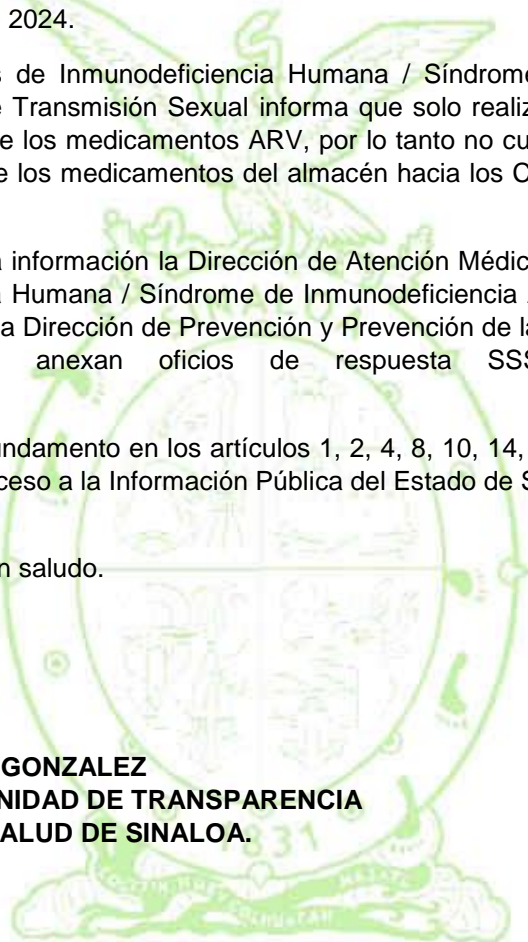 2024.
de Inmunodeficiencia Humana / Síndrome
Transmisión Sexual informa que solo realiz
e los medicamentos ARV, por lo tanto no cu
e los medicamentos del almacén hacia los C
a información la Dirección de Atención Médic
Humana / Síndrome de Inmunodeficiencia
a Dirección de Prevención y Prevención de la
anexan oficios de respuesta SSS
undamento en los artículos 1, 2, 4, 8, 10, 14,
ceso a la Información Pública del Estado de S
n saludo.
GONZALEZ
NIDAD DE TRANSPARENCIA
ALUD DE SINALOA.
831